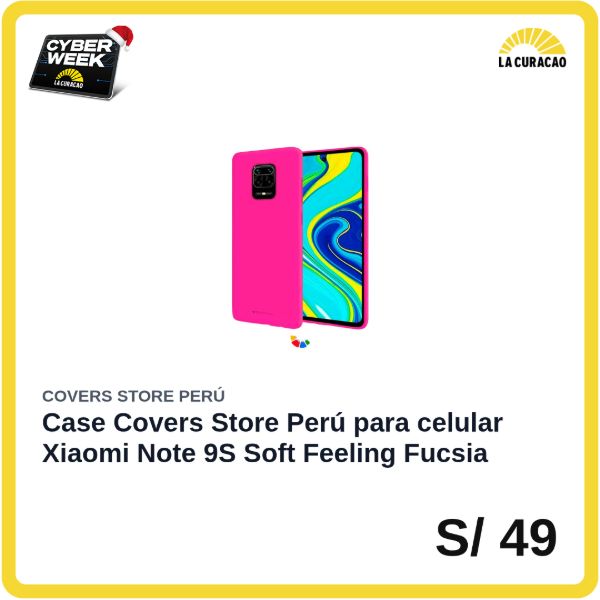 CYBER
WEEK
LA CURACAO
LA CURACAO
COVERS STORE PERÚ
Case Covers Store Perú para celular
Xiaomi Note 9S Soft Feeling Fucsia
S/ 49